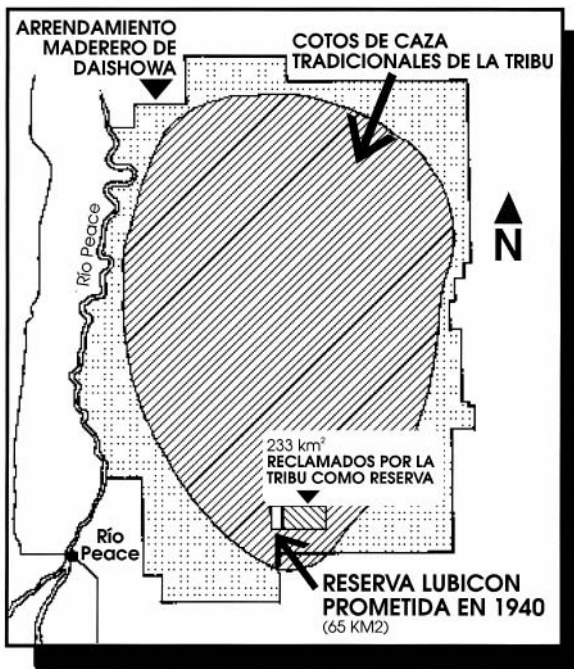 ARRENDAMIENTO
MADERERO DE
DAISHOWA
COTOS DE CAZA
TRADICIONALES DE LA TRIBU
Río Peace
N
233 km²
RECLAMADOS POR LA
TRIBU COMO RESERVA
Río
Peace
RESERVA LUBICON
PROMETIDA EN 1940
(65 KM2)